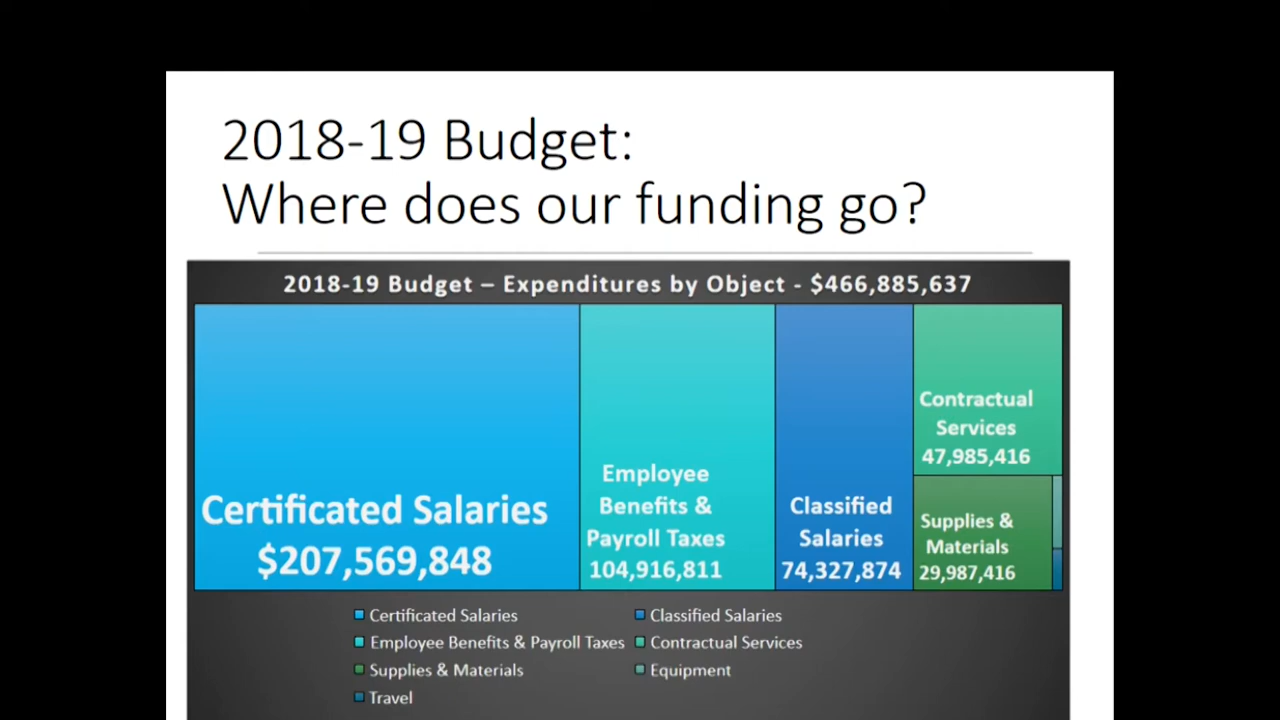 2018-19 Budget:
Where does our funding go?
2018-19 Budget – Expenditures by Object - $466,885,637
Certificated Salaries
$207,569,848
Employee
Benefits &
Payroll Taxes
104,916,811
Classified
Salaries
74,327,874
Contractual
Services
47,985,416
Supplies &
Materials
29,987,416
Certificated Salaries
Classified Salaries
Employee Benefits & Payroll Taxes
Contractual Services
Supplies & Materials
Equipment
Travel